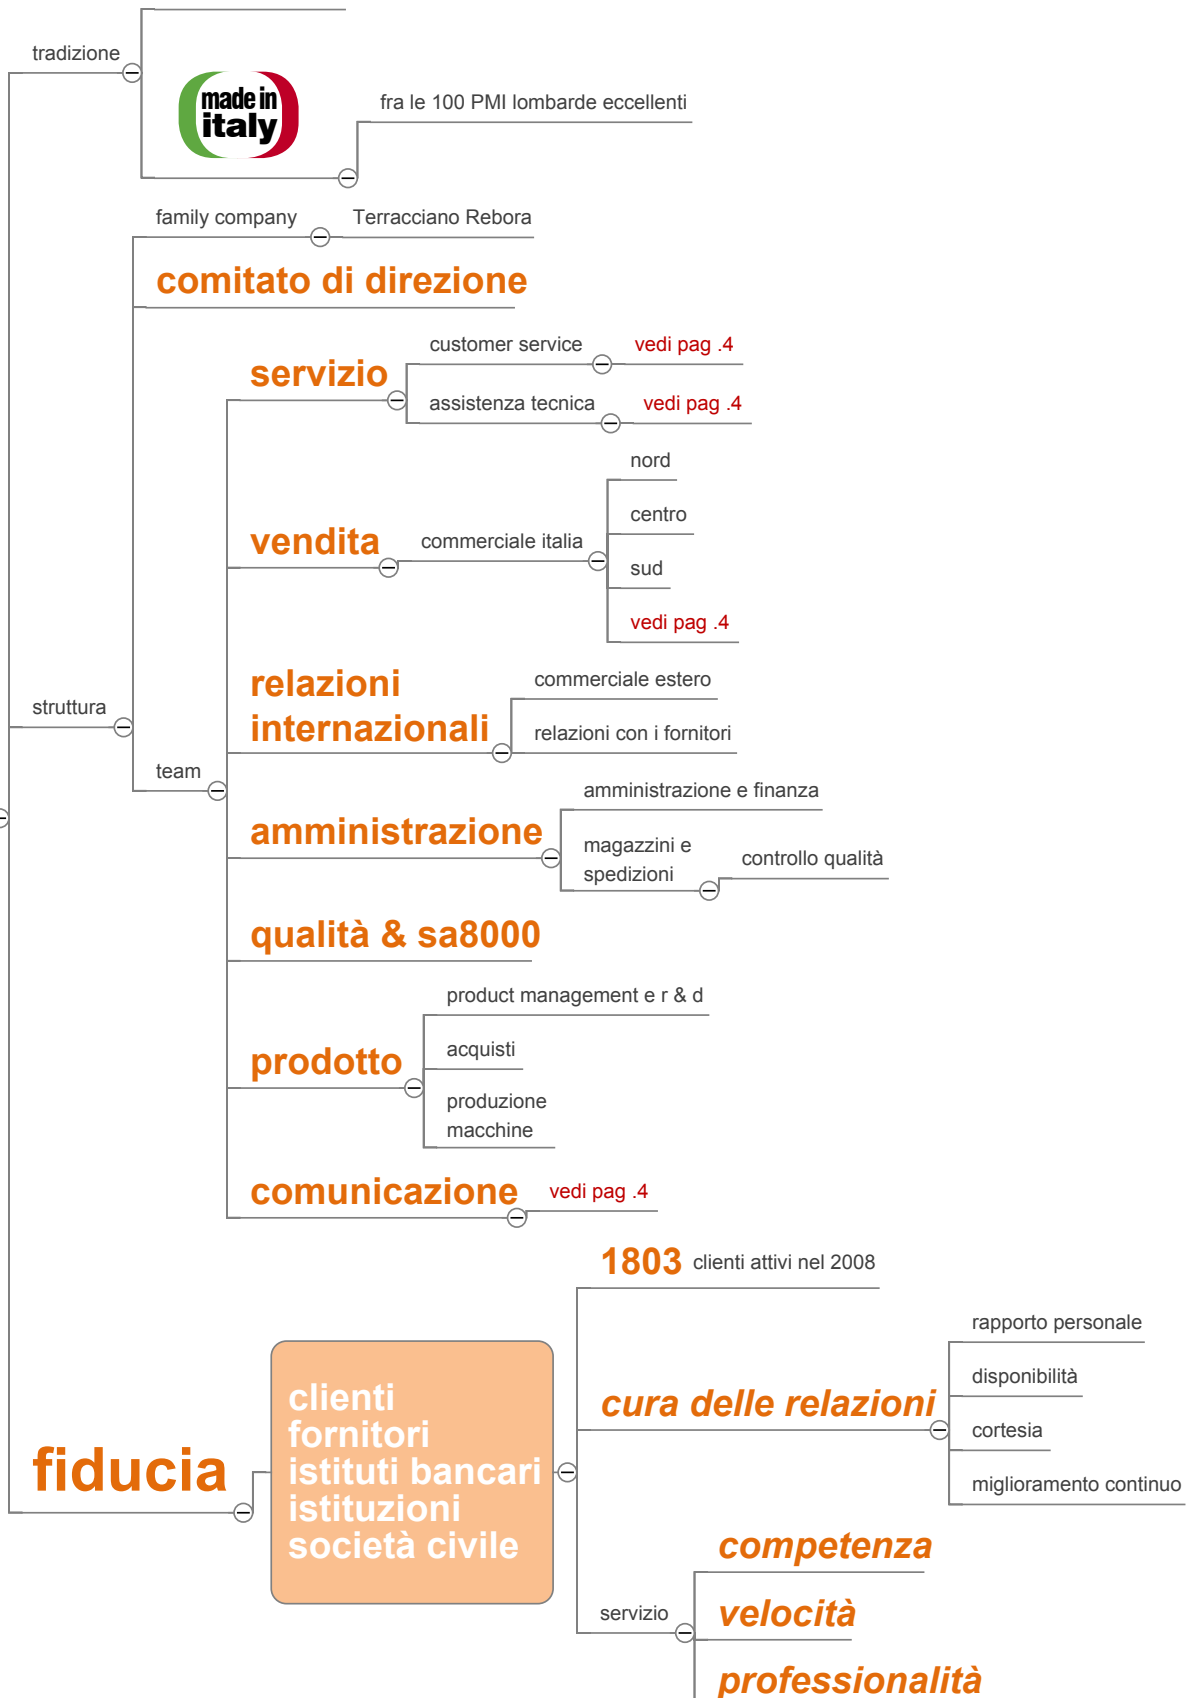 tradizione
made in
italy
fra le 100 PMI lombarde eccellenti
family company
Terracciano Rebora
comitato di direzione
servizio
customer service
vedi pag .4
assistenza tecnica
vedi pag .4
vendita
commerciale italia
nord
centro
sud
vedi pag .4
struttura
team
relazioni
internazionali
commerciale estero
relazioni con i fornitori
amministrazione
amministrazione e finanza
magazzini e
spedizioni
controllo qualità
qualità & sa8000
prodotto
product management e r & d
acquisti
produzione
macchine
comunicazione
vedi pag .4
fiducia
clienti
fornitori
istituti bancari
istituzioni
società civile
1803 clienti attivi nel 2008
cura delle relazioni
rapporto personale
disponibilità
cortesia
miglioramento continuo
servizio
competenza
velocità
professionalità